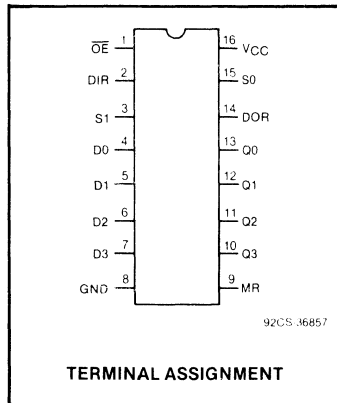 O̅E̅ 1 16 VCC
DIR 2 15 S0
S1 3 14 DOR
D0 4 13 Q0
D1 5 12 Q1
D2 6 11 Q2
D3 7 10 Q3
GND 8 9 MR
92CS-36857
TERMINAL ASSIGNMENT